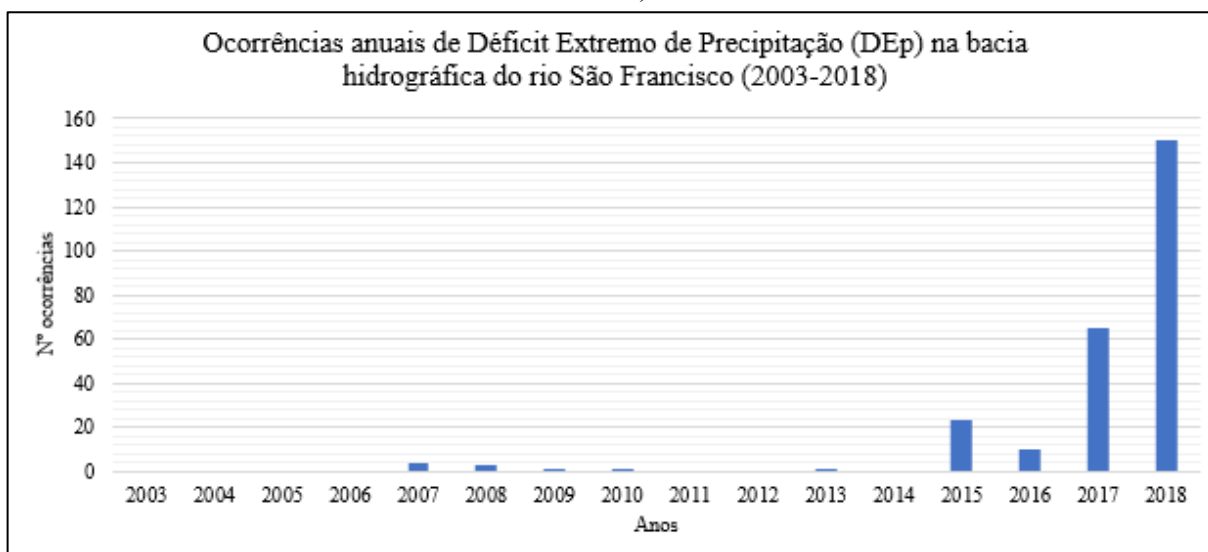 Ocorrências anuais de Déficit Extremo de Precipitação (DEp) na bacia
hidrográfica do rio São Francisco (2003-2018)
160
140
120
100
80
60
40
20
0
Nº ocorrências
2003 2004 2005 2006 2007 2008 2009 2010 2011 2012 2013 2014 2015 2016 2017 2018
Anos